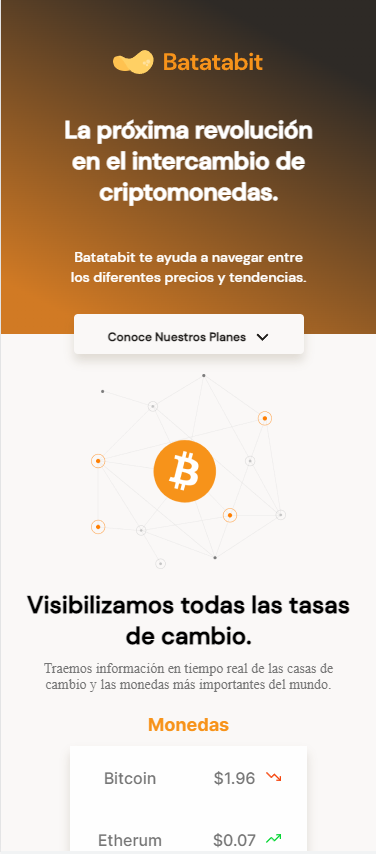 Batatabit
La próxima revolución
en el intercambio de
criptomonedas.
Batatabit te ayuda a navegar entre
los diferentes precios y tendencias.
Conoce Nuestros Planes
Visibilizamos todas las tasas
de cambio.
Traemos información en tiempo real de las casas de
cambio y las monedas más importantes del mundo.
Monedas
Bitcoin $1.96
Etherum $0.07